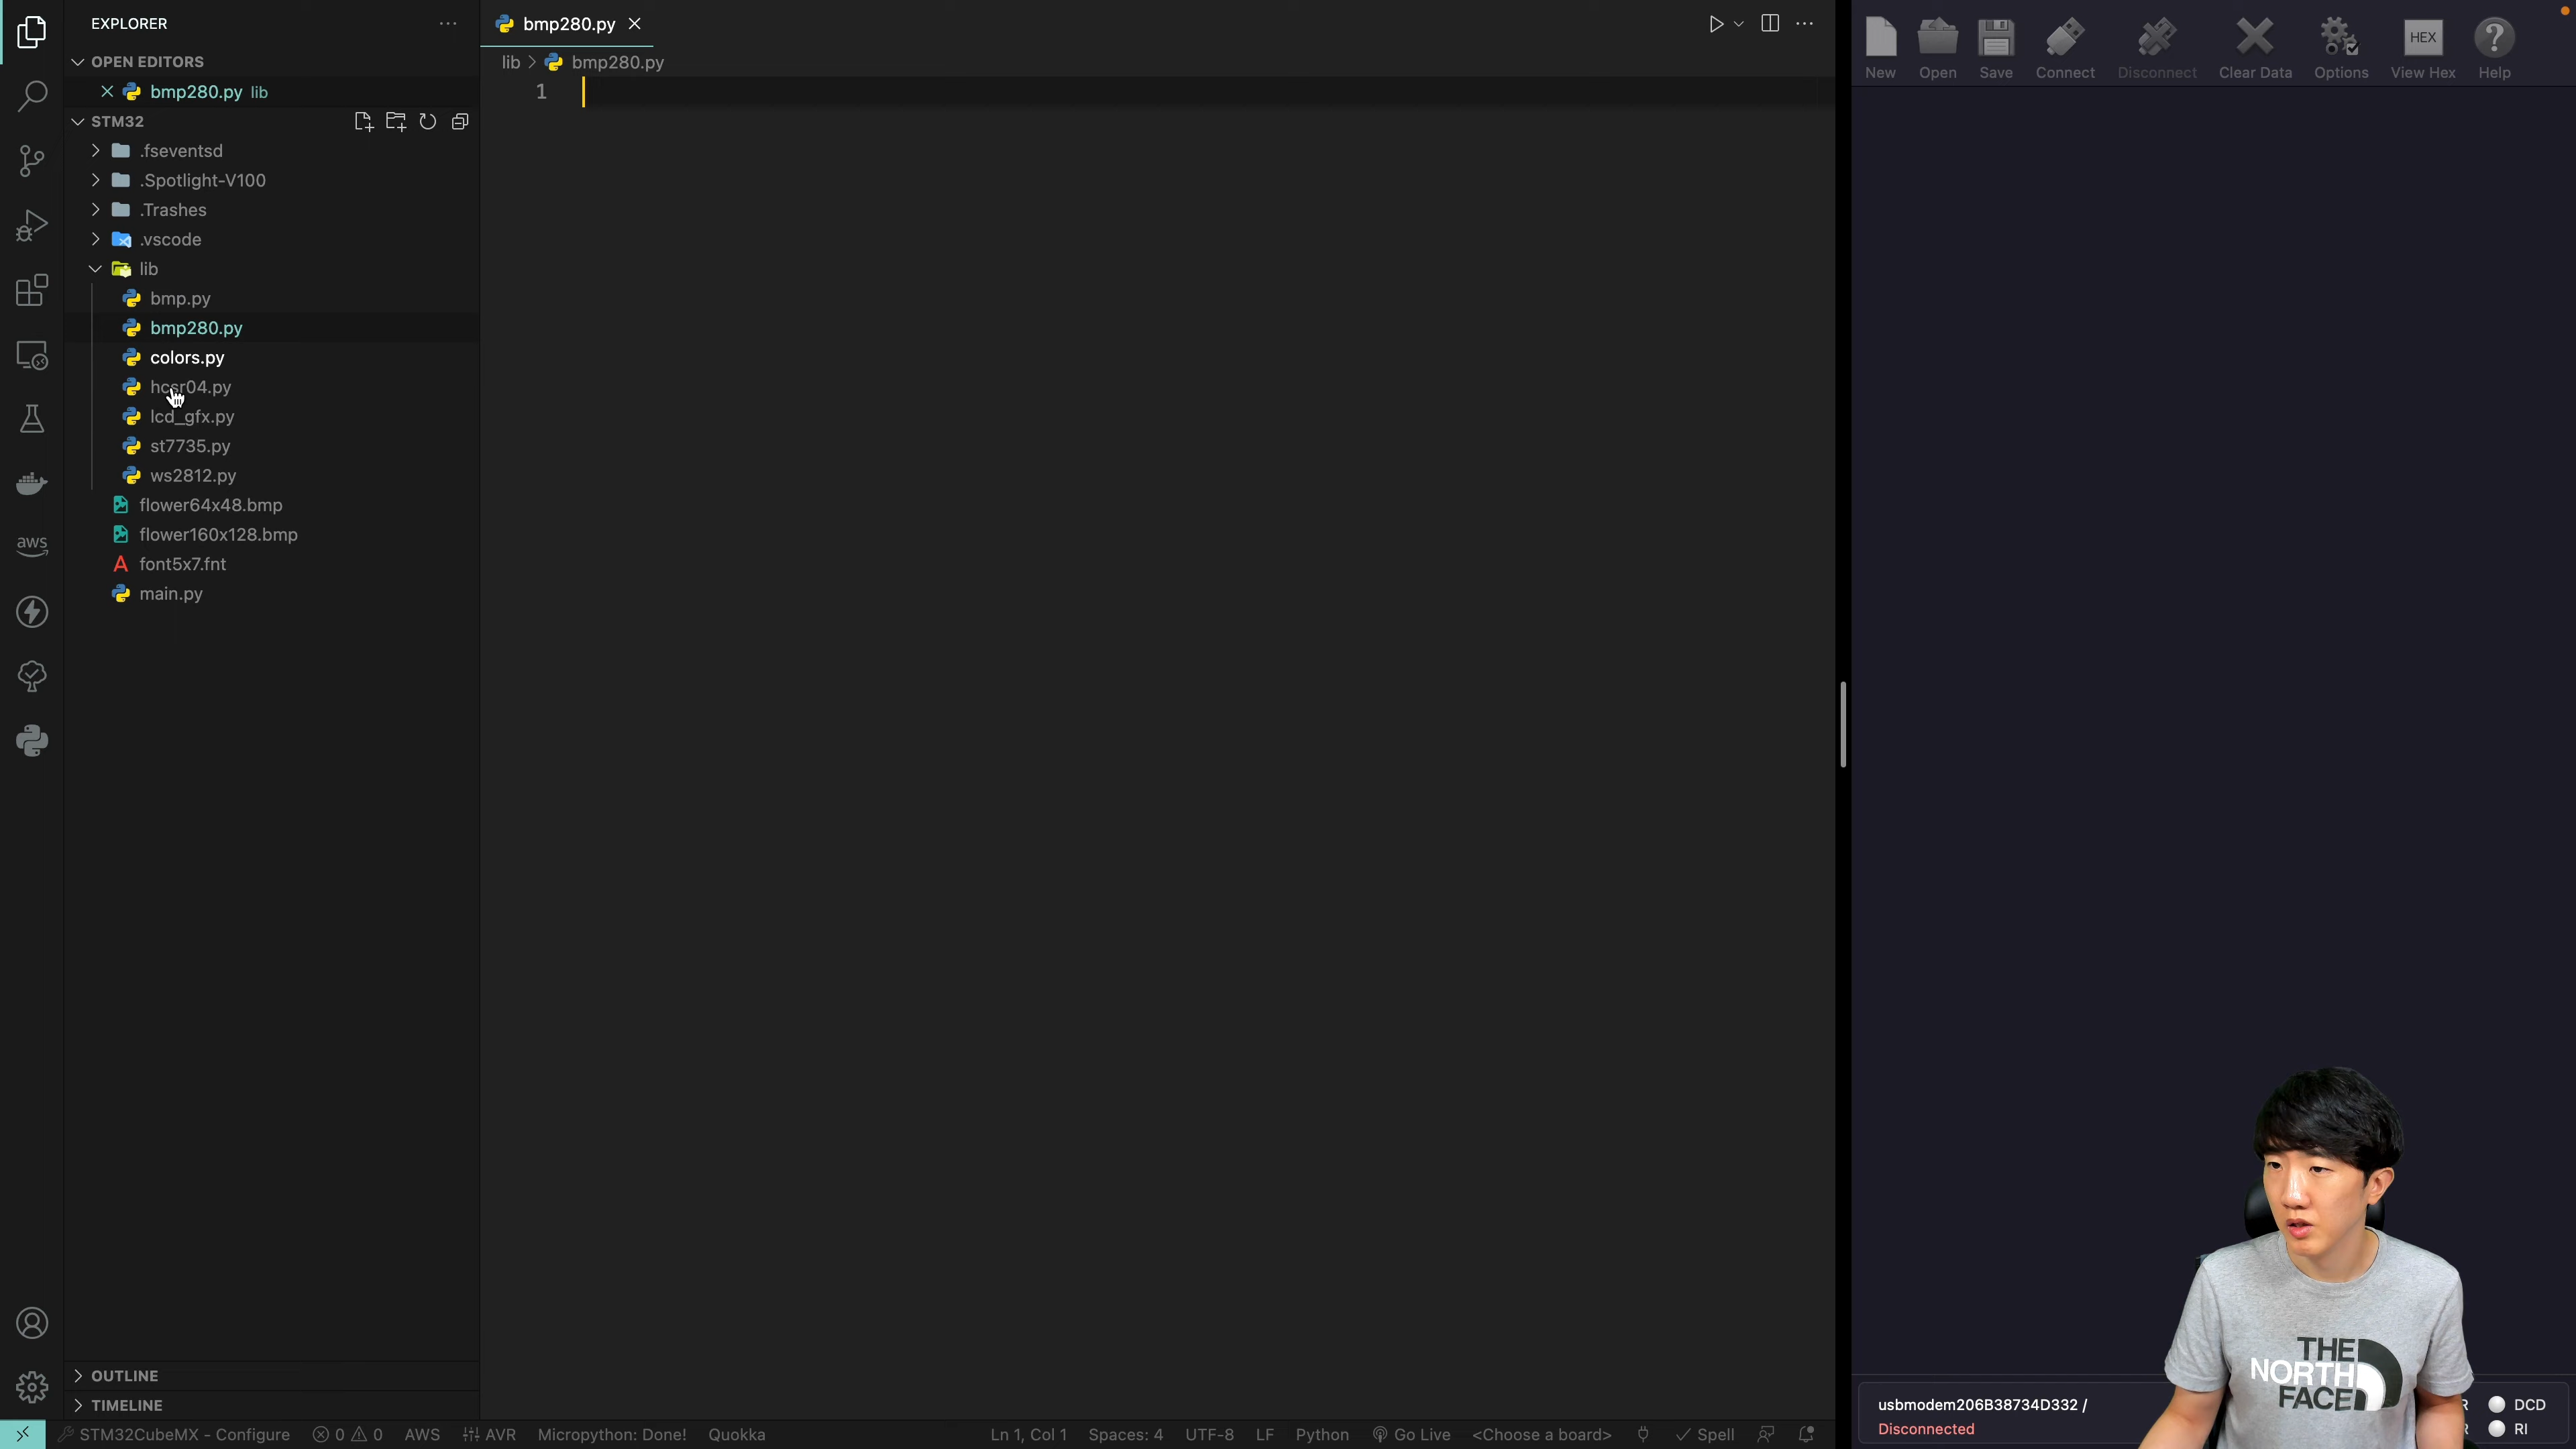 EXPLORER
OPEN EDITORS
bmp280.py lib
STM32
.fseventsd
.Spotlight-V100
.Trashes
.vscode
lib
bmp.py
bmp280.py
colors.py
hcsr04.py
lcd_gfx.py
st7735.py
ws2812.py
flower64x48.bmp
flower160x128.bmp
A font5x7.fnt
main.py
OUTLINE
TIMELINE
aws
bmp280.py
lib > bmp280.py
1
New Open Save Connect Disconnect Clear Data Options View Hex Help
HEX
?
THE
NORTH
FACE
usbmodem206B38734D332 /
Disconnected
R DCD
R RI
STM32CubeMX - Configure 0 0 AWS AVR Micropython: Done! Quokka Ln 1, Col 1 Spaces: 4 UTF-8 LF Python Go Live <Choose a board> Spell